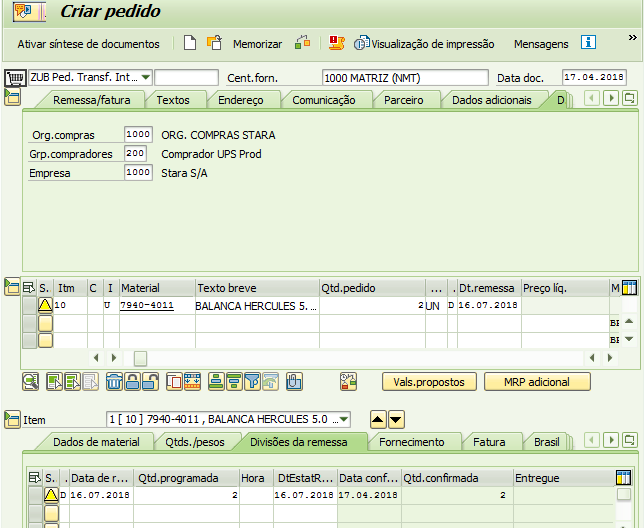 Criar pedido
Ativar síntese de documentos Memorizar Visualização de impressão Mensagens »
ZUB Ped. Transf. Int... Cent.forn. 1000 MATRIZ (NMT) Data doc. 17.04.2018
Remessa/fatura Textos Endereço Comunicação Parceiro Dados adicionais D
Org.compras 1000 ORG. COMPRAS STARA
Grp.compradores 200 Comprador UPS Prod
Empresa 1000 Stara S/A
S. Itm C I Material Texto breve Qtd.pedido ... . Dt.remessa Preço líq. M
10 U 7940-4011 BALANCA HERCULES 5. ... 2 UN D 16.07.2018
Vals.propostos MRP adicional
Item 1 [ 10 ] 7940-4011 , BALANCA HERCULES 5.0 ...
Dados de material Qtds./pesos Divisões da remessa Fornecimento Fatura Brasil
S. . Data de r... Qtd.programada Hora DtEstatR... Data conf... Qtd.confirmada Entregue
D 16.07.2018 2 16.07.2018 17.04.2018 2